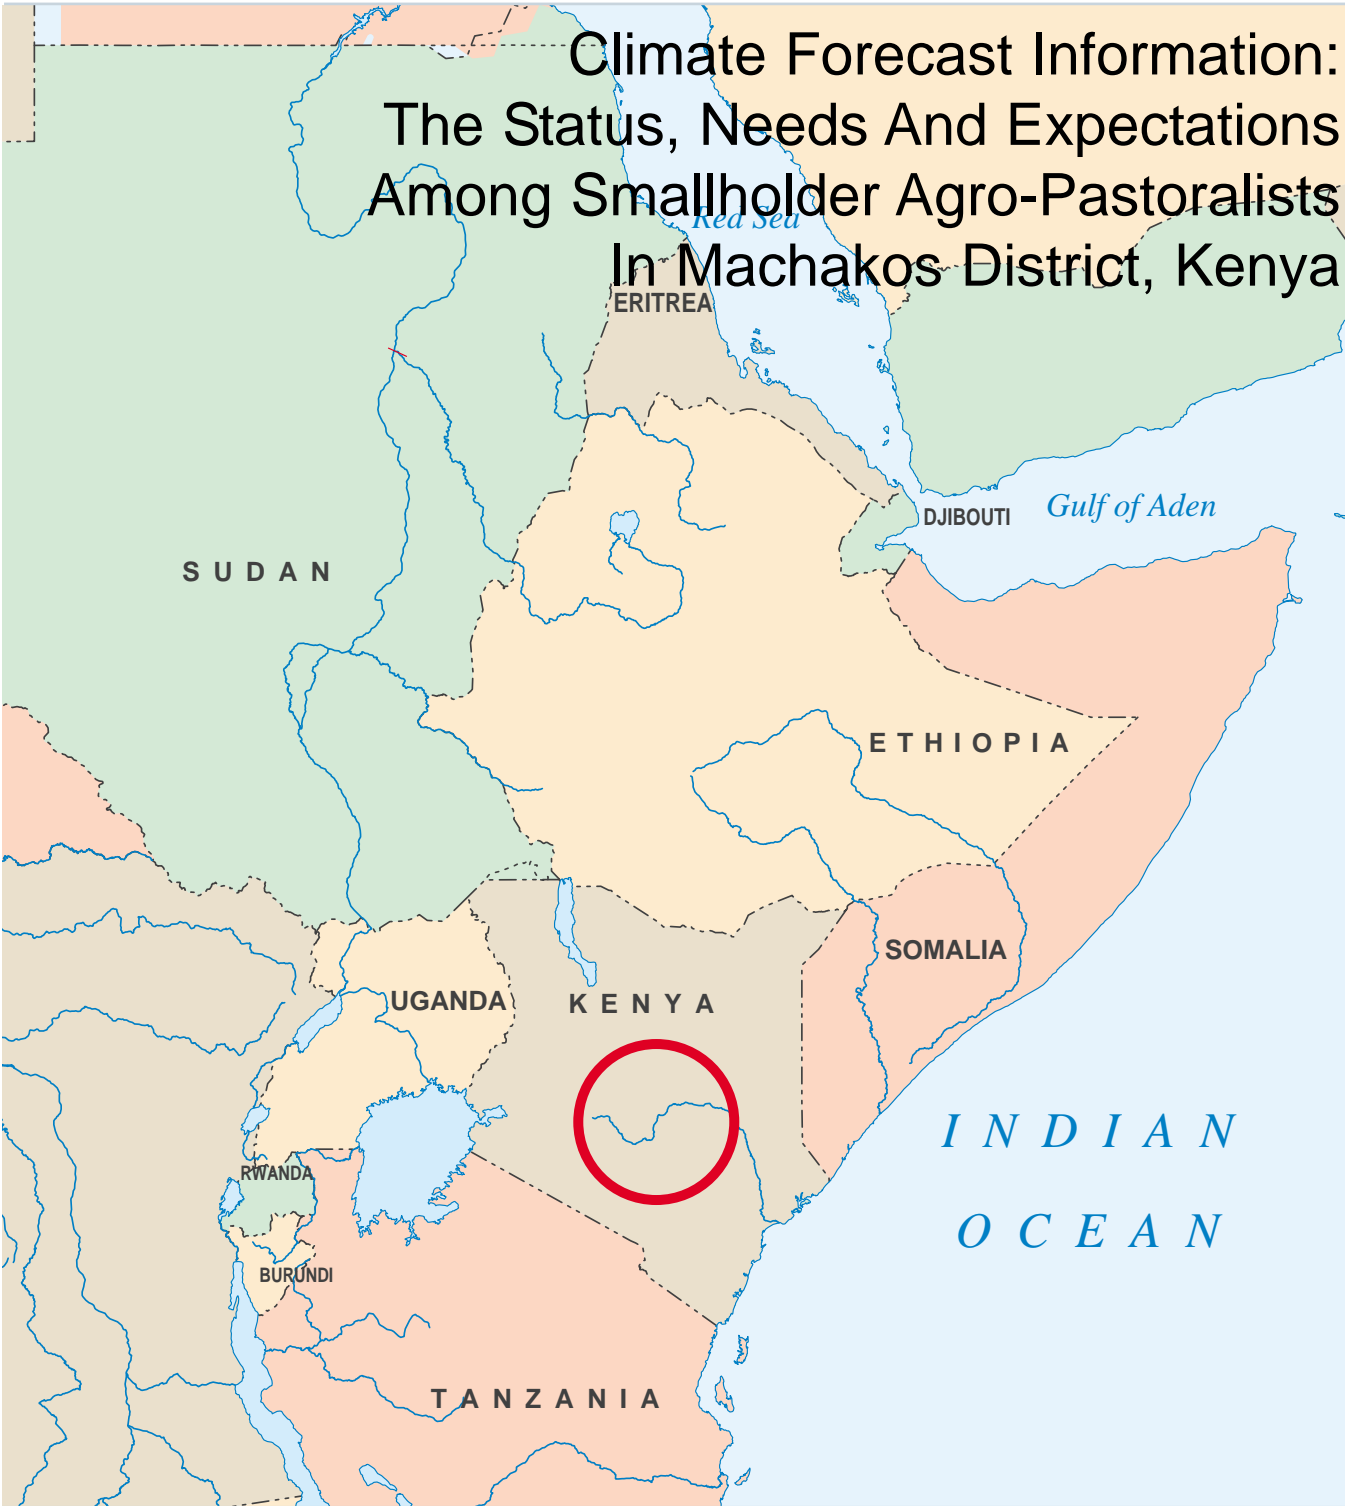 Climate Forecast Information:
The Status, Needs And Expectations
Among Smallholder Agro-Pastoralists
In Machakos District, Kenya
Red Sea
ERITREA
DJIBOUTI
Gulf of Aden
SUDAN
ETHIOPIA
SOMALIA
UGANDA
KENYA
INDIAN
OCEAN
RWANDA
BURUNDI
TANZANIA